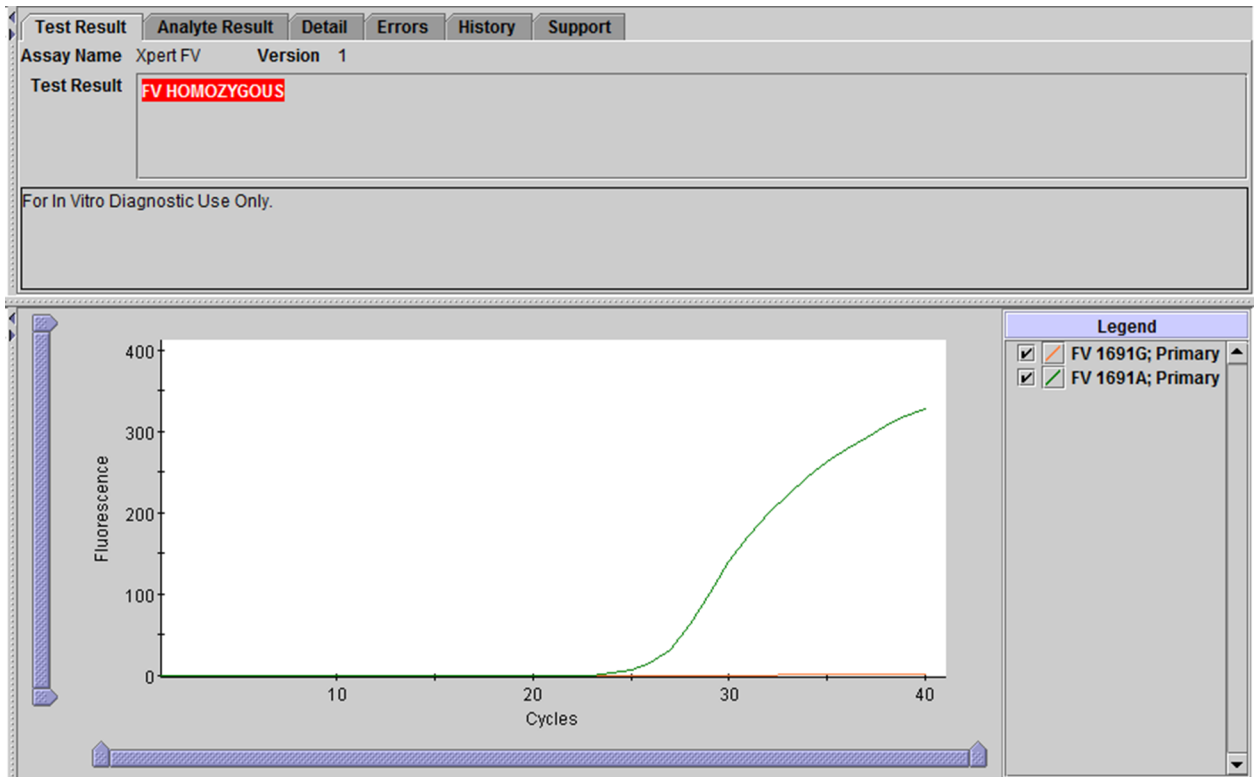 Test Result Analyte Result Detail Errors History Support
Assay Name Xpert FV Version 1
Test Result FV HOMOZYGOUS
For In Vitro Diagnostic Use Only.
400
300
200
100
0
Fluorescence
10 20 30 40
Cycles
Legend
FV 1691G; Primary
FV 1691A; Primary